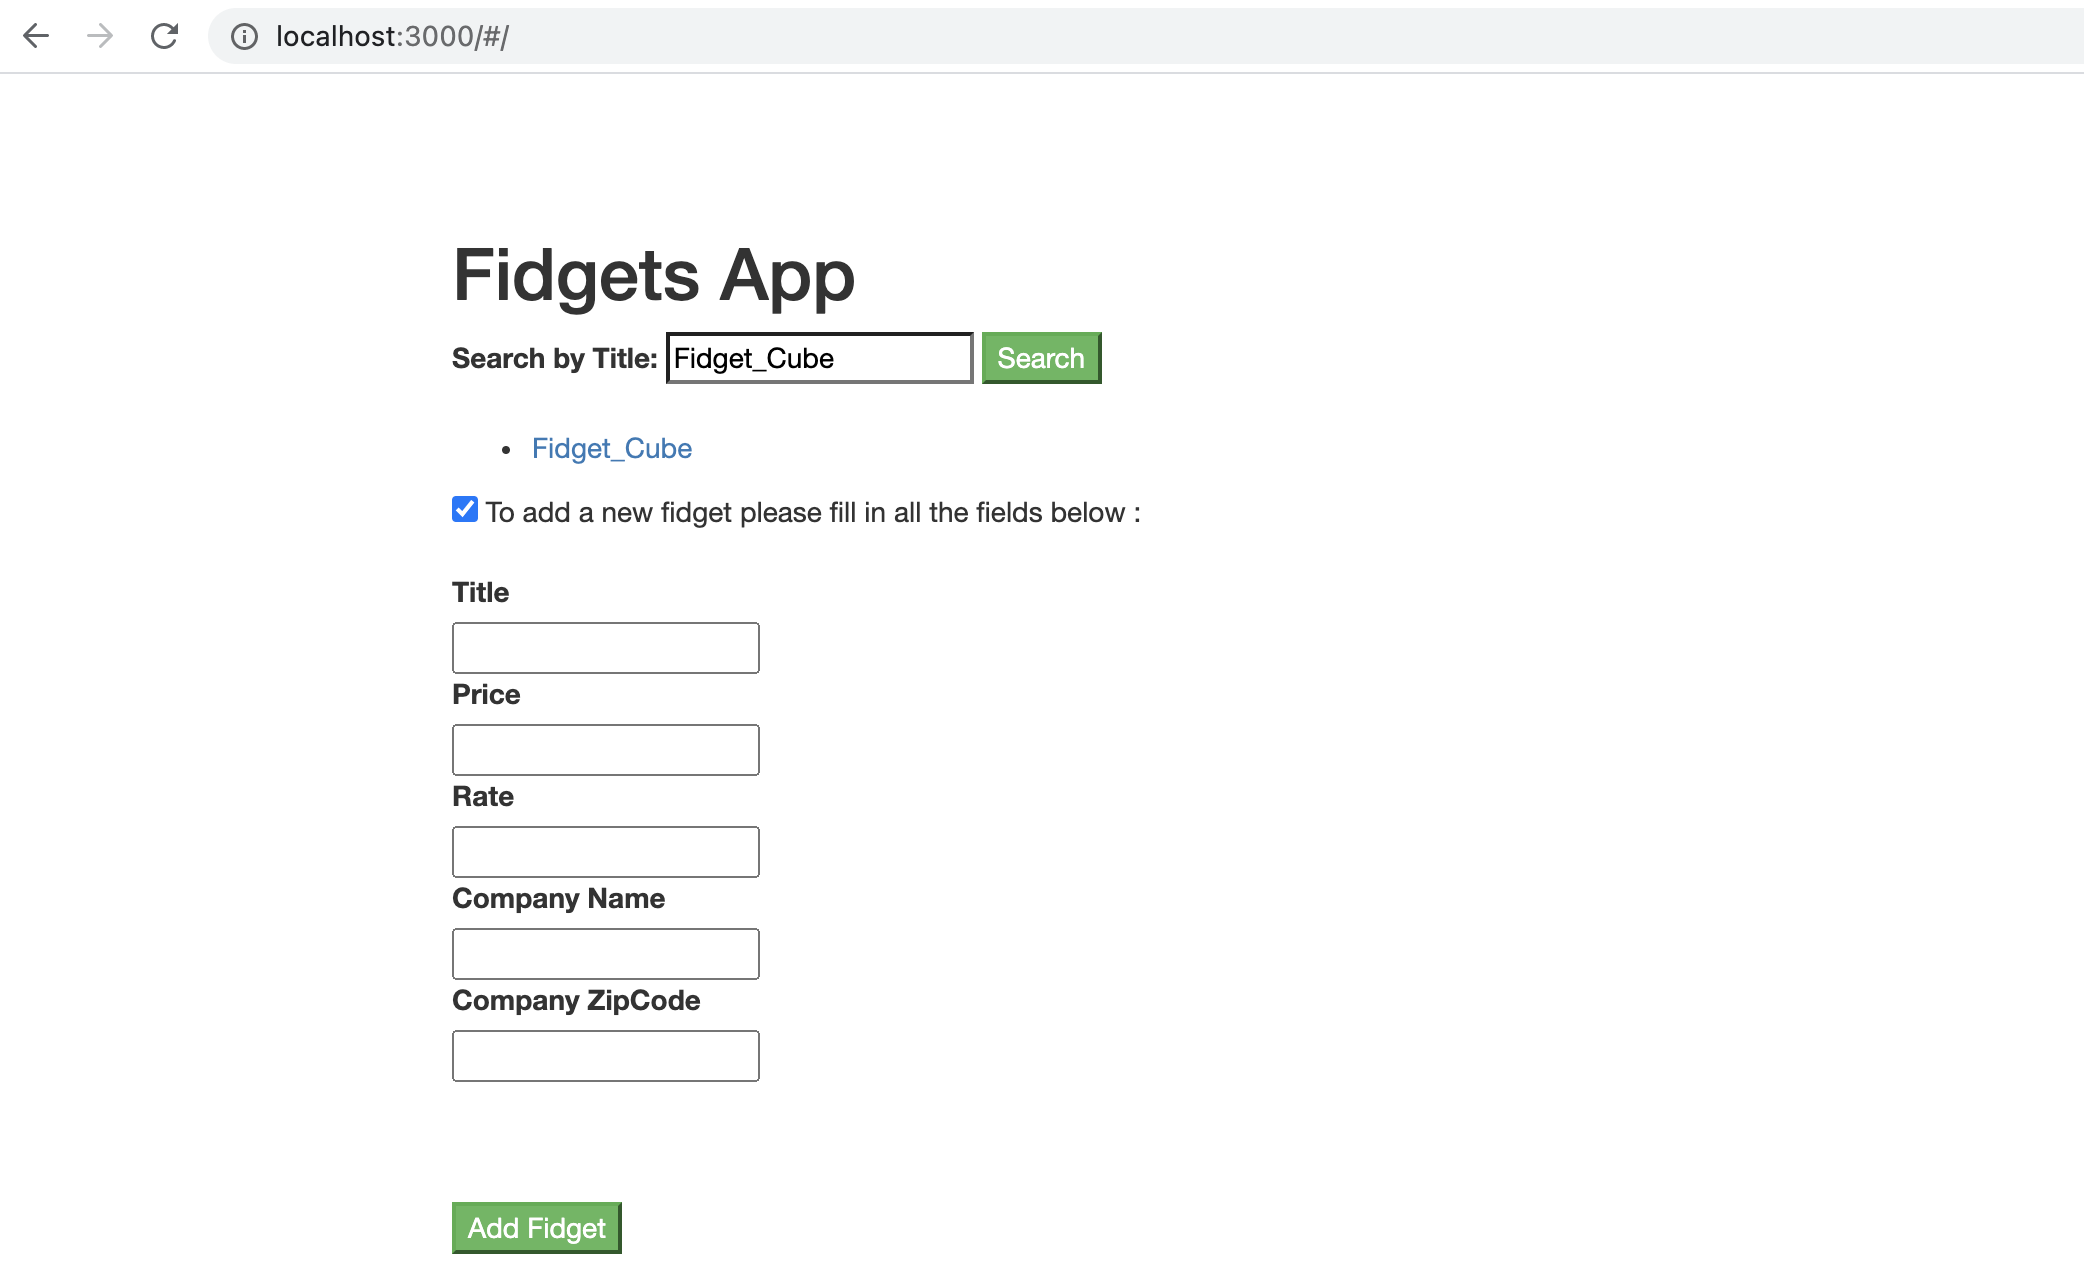 localhost:3000/#/
Fidgets App
Search by Title: Fidget_Cube Search
• Fidget_Cube
To add a new fidget please fill in all the fields below :
Title
Price
Rate
Company Name
Company ZipCode
Add Fidget